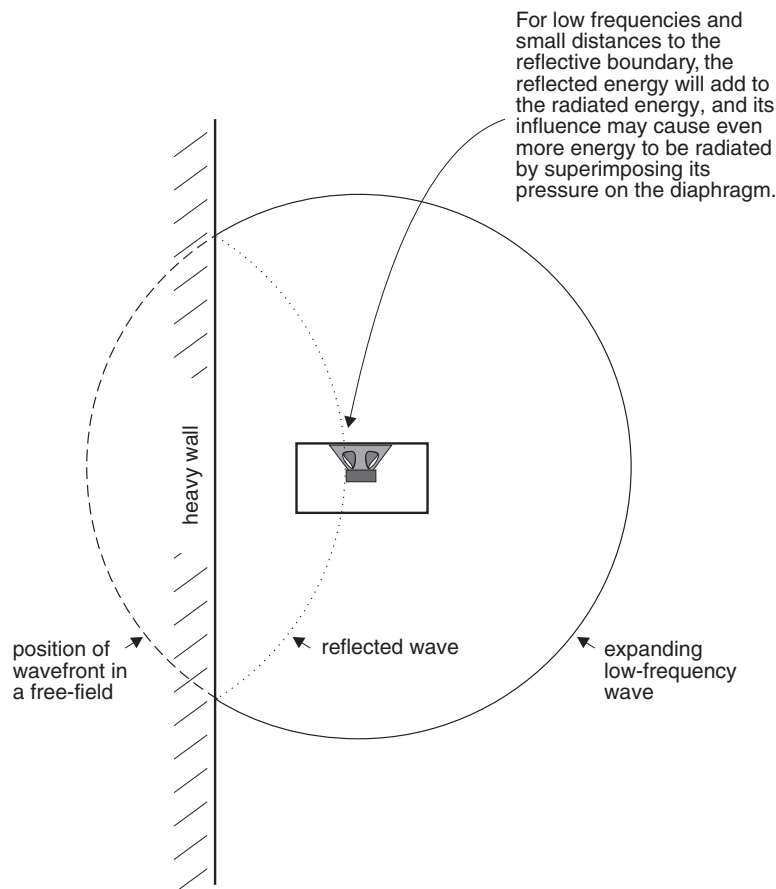 For low frequencies and
small distances to the
reflective boundary, the
reflected energy will add to
the radiated energy, and its
influence may cause even
more energy to be radiated
by superimposing its
pressure on the diaphragm.
heavy wall
position of
wavefront in
a free-field
reflected wave
expanding
low-frequency
wave